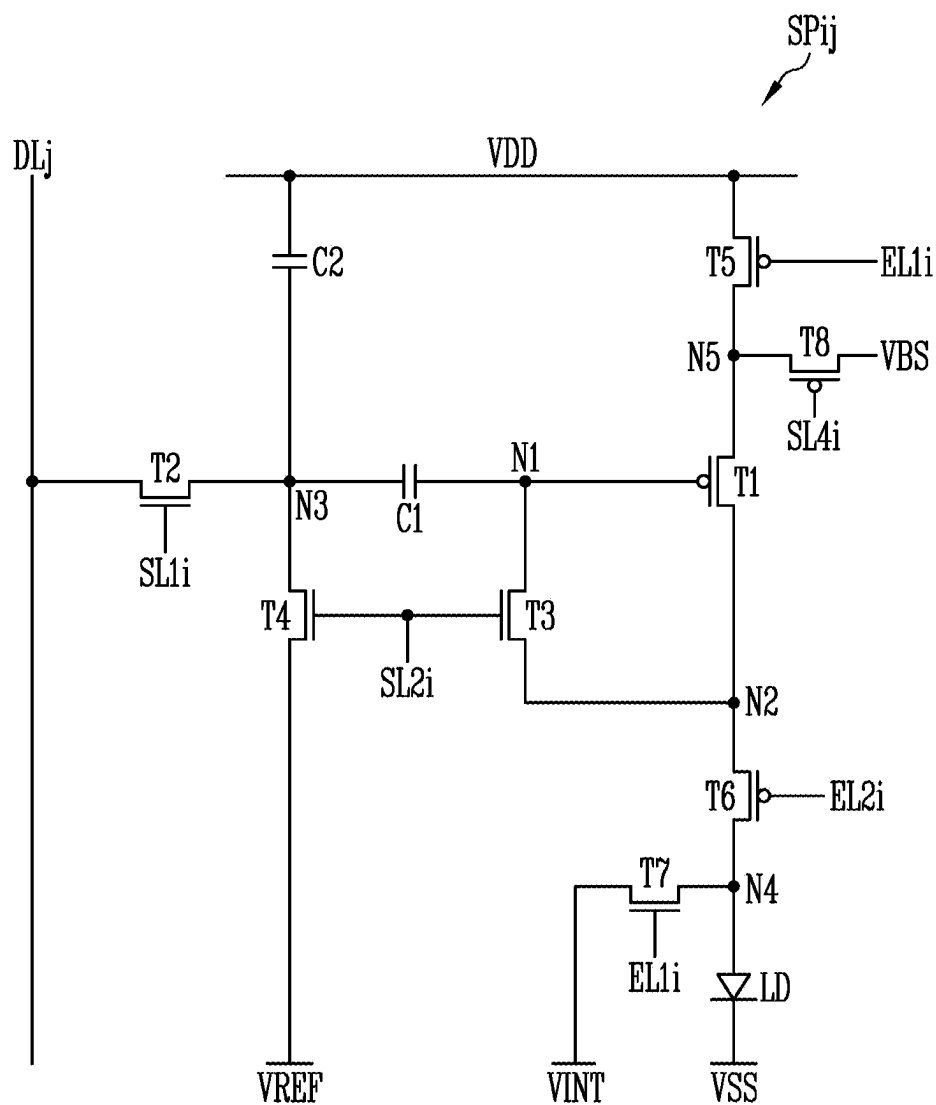 SPij
DLj
VDD
C2
T5
EL1i
N5
T8
VBS
SL4i
T2
N3
C1
N1
T1
SL1i
T4
T3
SL2i
N2
T6
EL2i
T7
N4
EL1i
LD
VREF
VINT
VSS